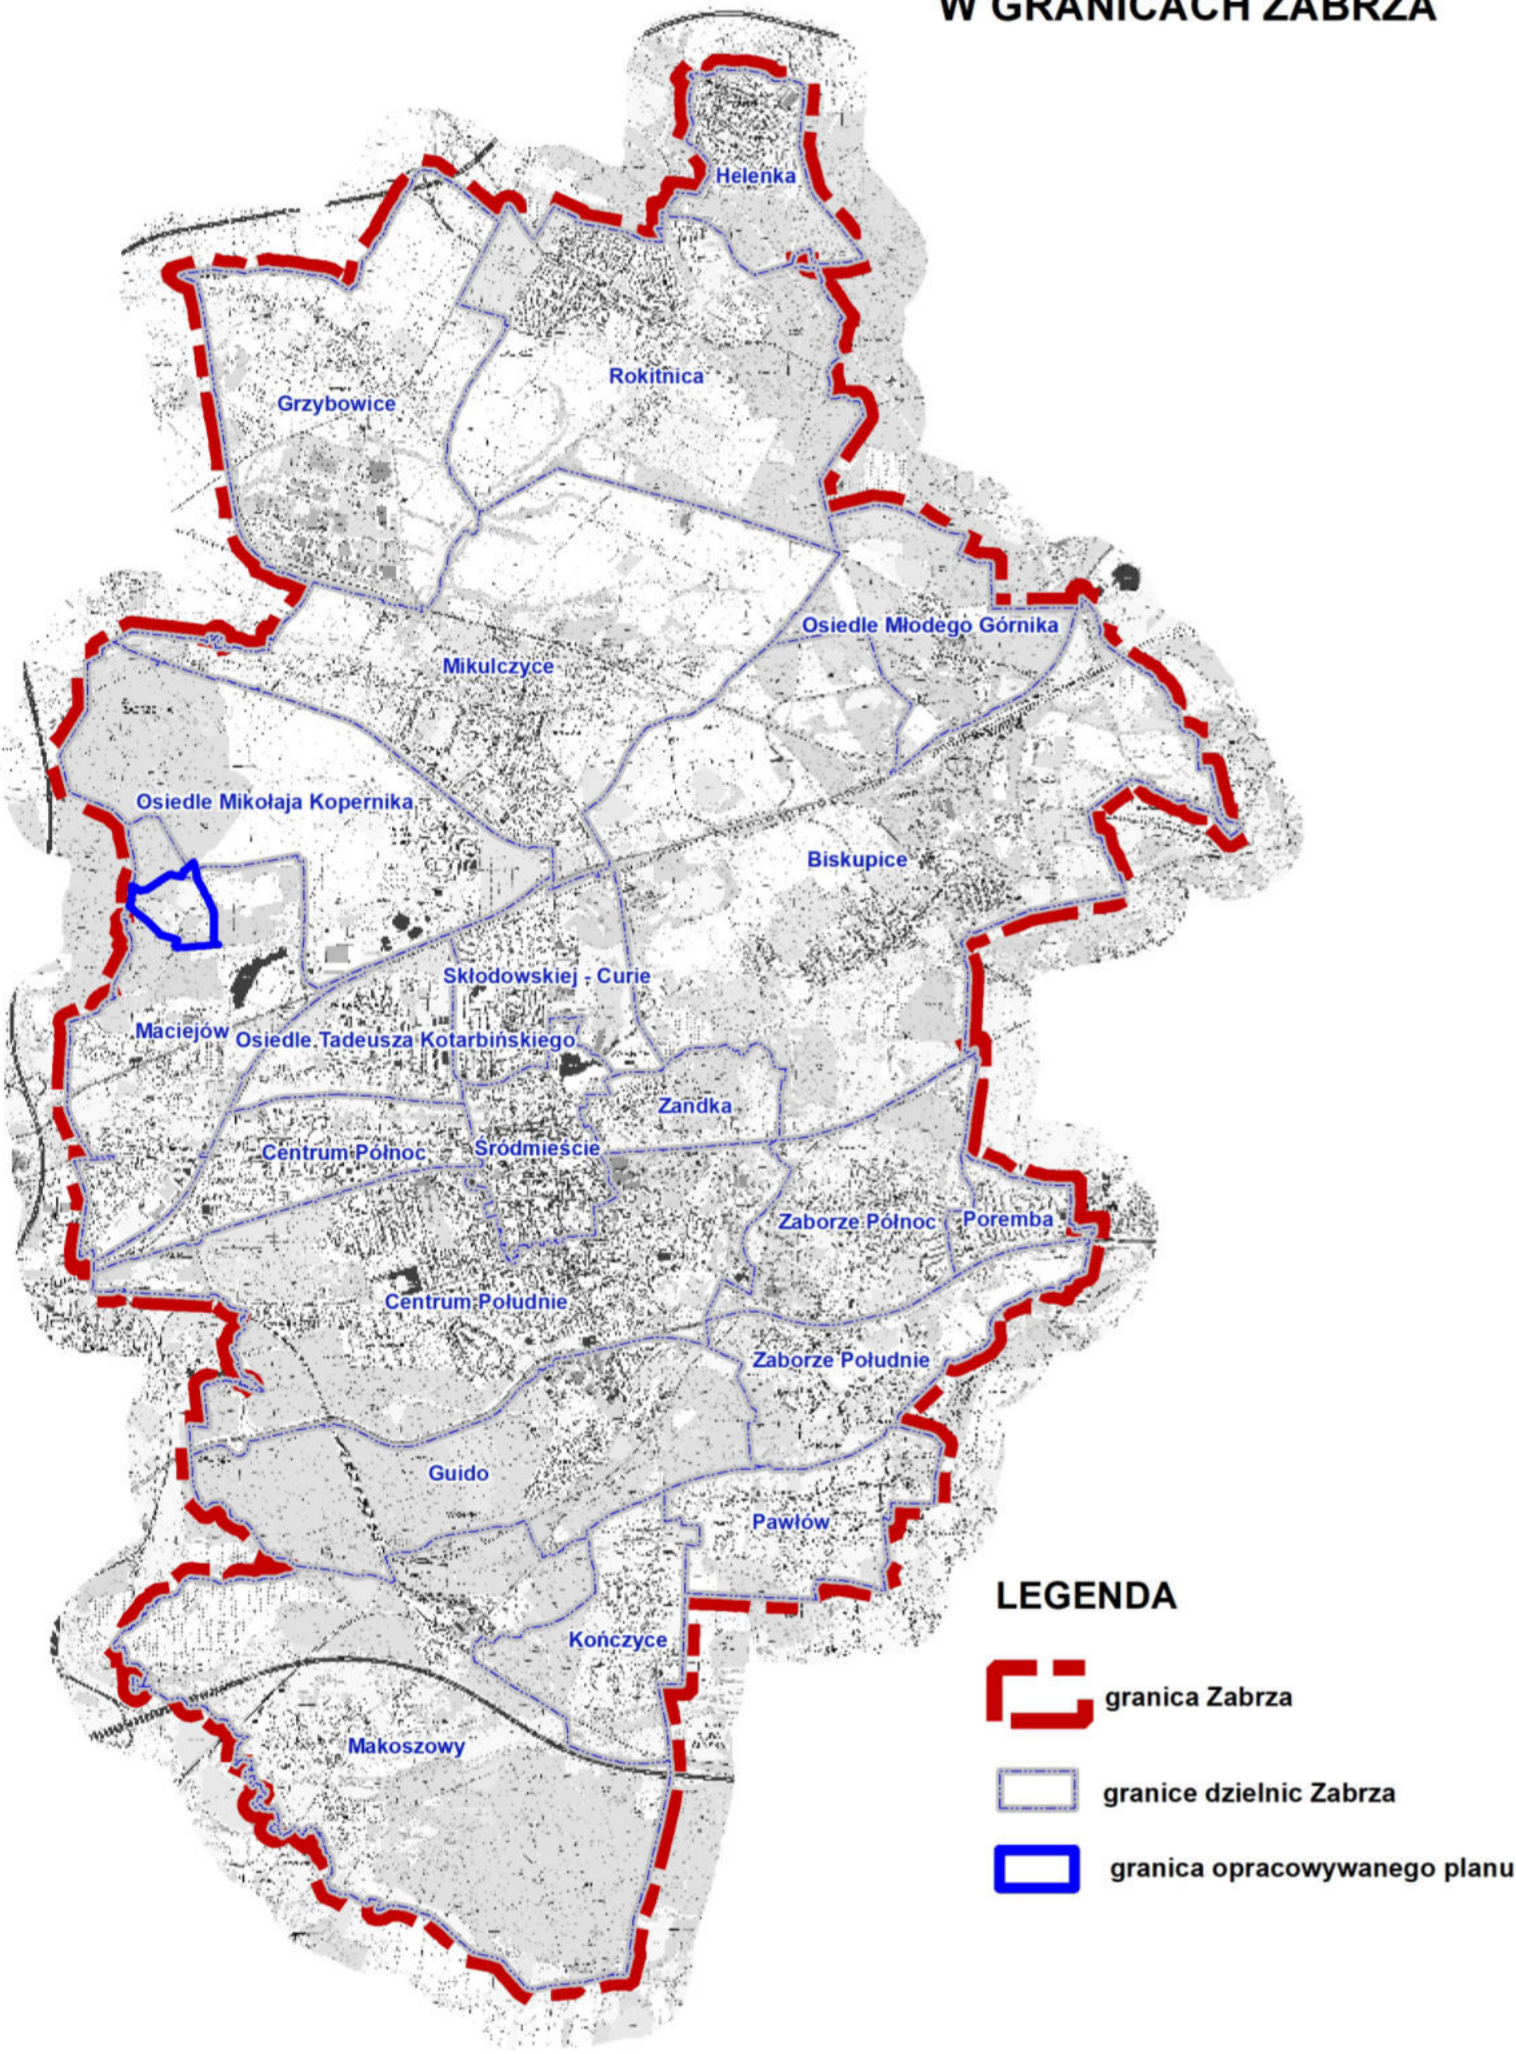 W GRANICACH ZABRZA
Helenka
Rokitnica
Grzybowice
Osiedle Młodego Górnika
Mikulczyce
Osiedle Mikołaja Kopernika
Biskupice
Skłodowskiej - Curie
Maciejów
Osiedle Tadeusza Kotarbińskiego
Zandka
Centrum Północ
Śródmieście
Zaborze Północ
Poremba
Centrum Południe
Zaborze Południe
Guido
Pawłów
Kończyce
Makoszowy
LEGENDA
granica Zabrza
granice dzielnic Zabrza
granica opracowywanego planu